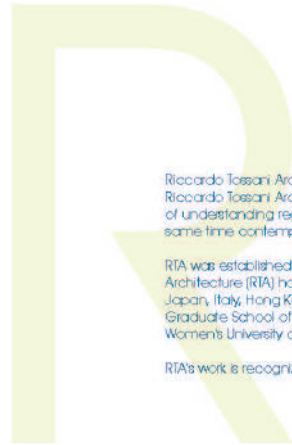 R
Riccardo Tossani Arc
Riccardo Tossani Arc
of understanding re
same time contemp
RTA was established
Architecture (RTA) ha
Japan, Italy, Hong K
Graduate School of
Women's University a
RTA's work is recogni